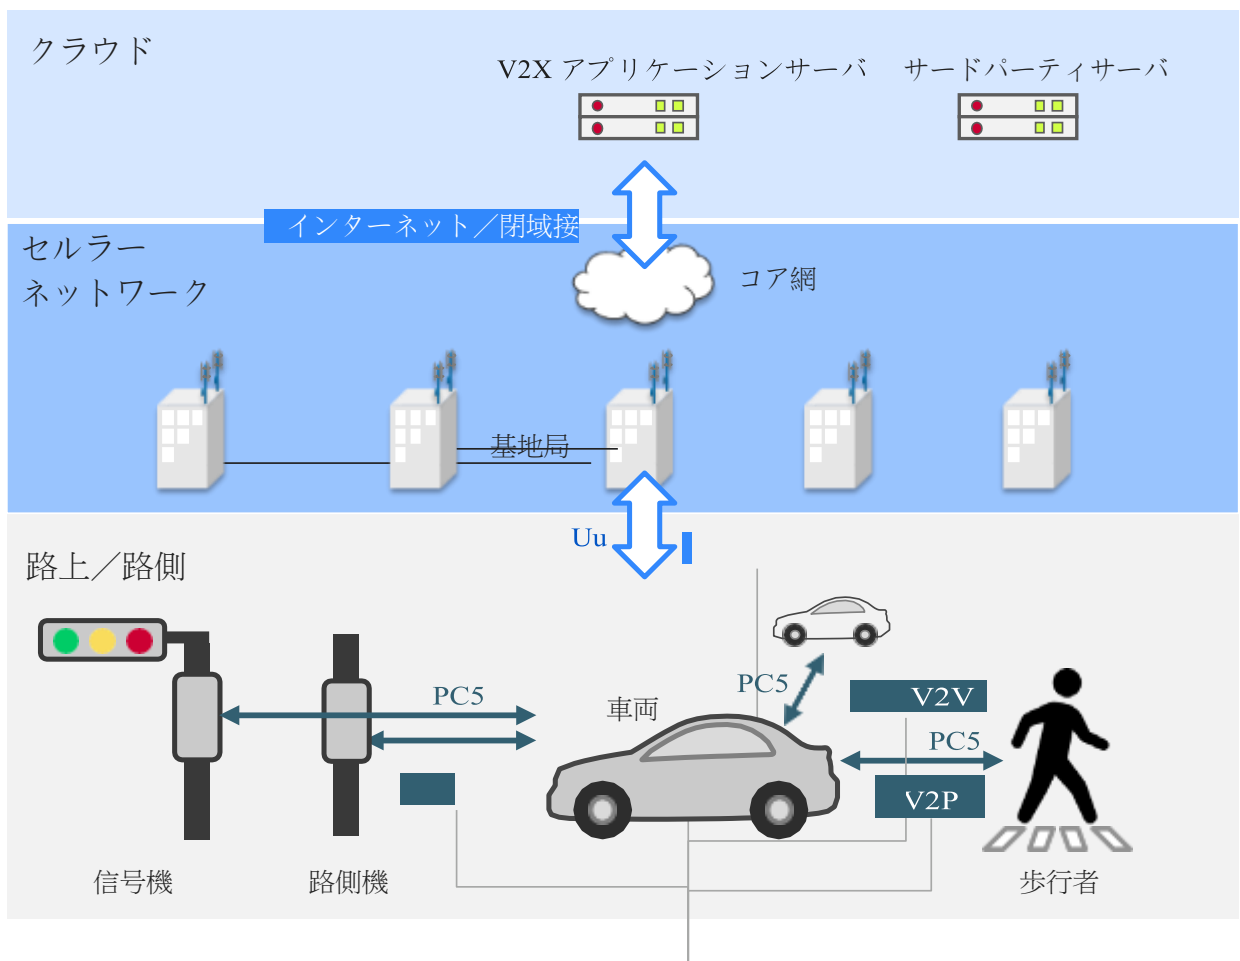 クラウド
V2X アプリケーションサーバ
サードパーティサーバ
インターネット／閉域接
セルラー
ネットワーク
コア網
基地局
Uu
路上／路側
PC5
車両
PC5
V2V
PC5
V2P
信号機
路側機
歩行者